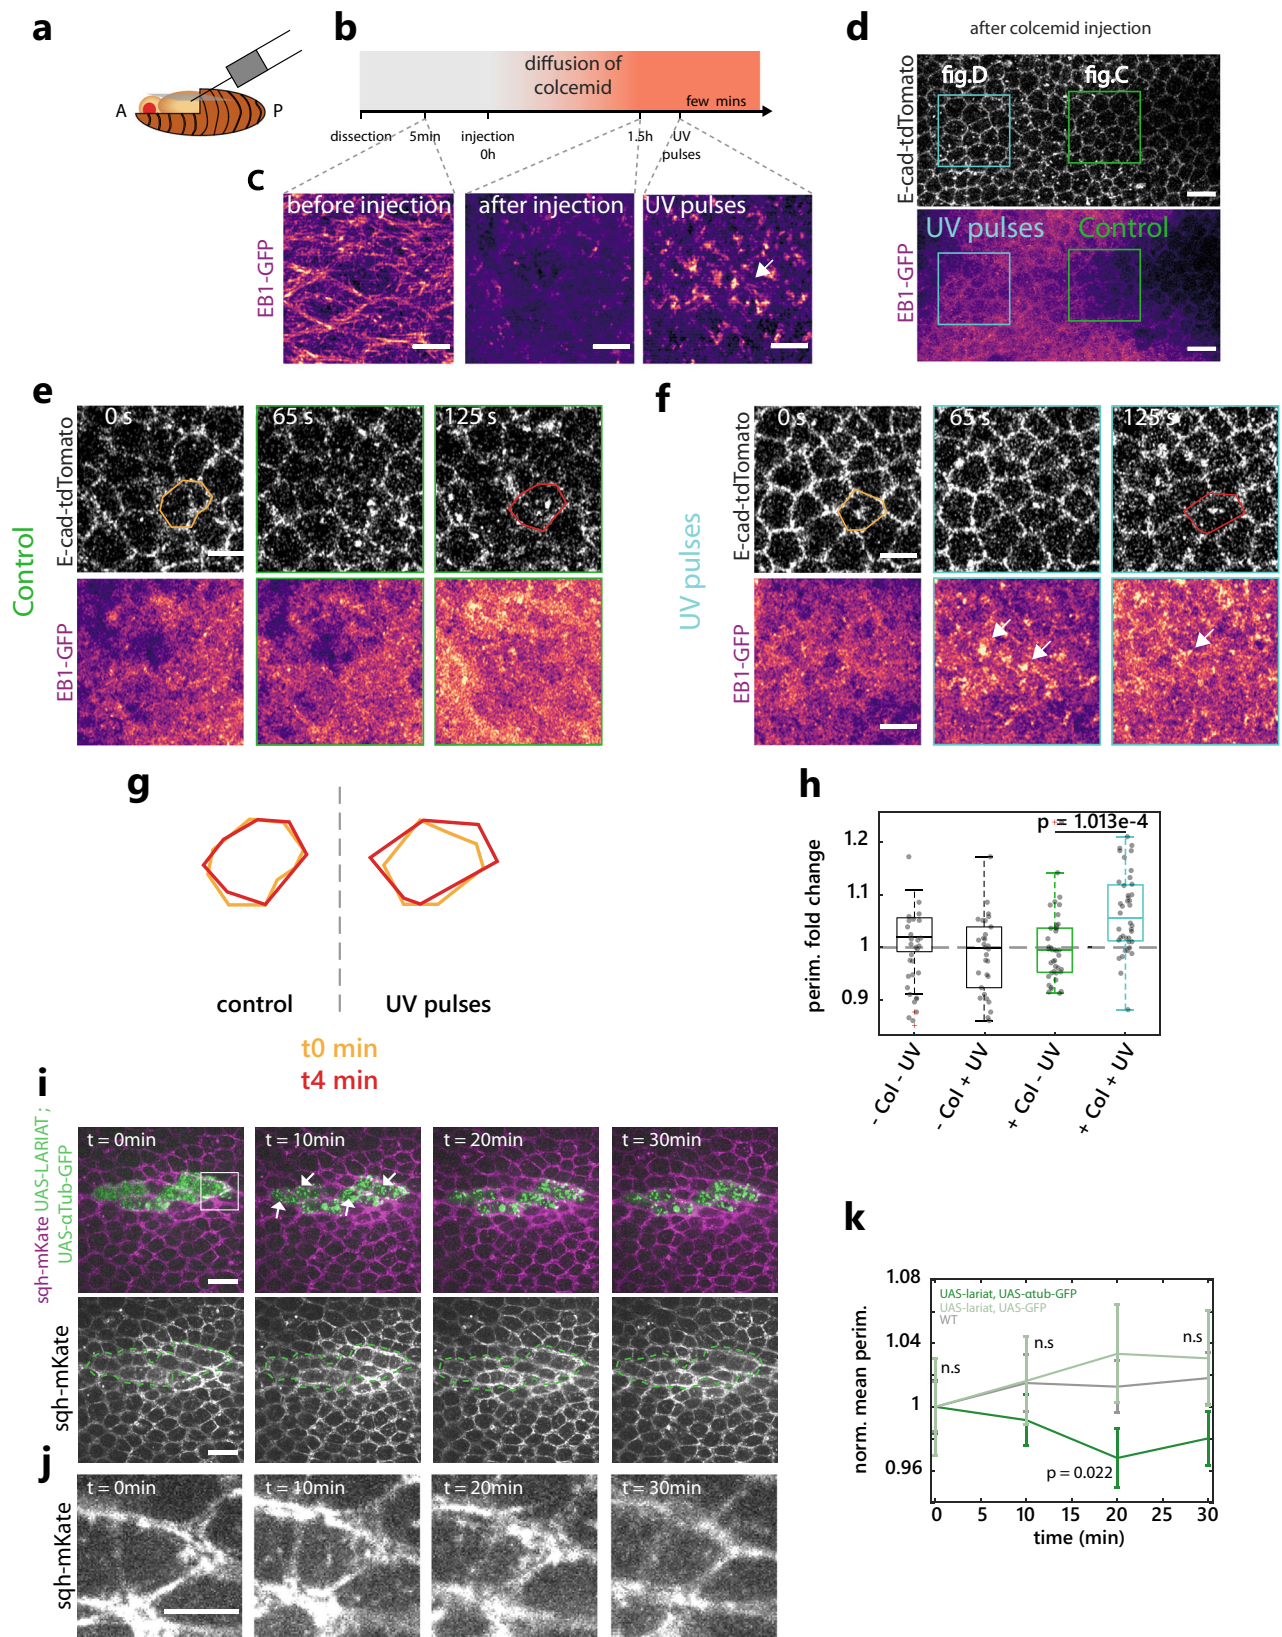 a
A
P
b
diffusion of
colcemid
few mins
dissection
5min
injection
0h
1.5h
UV
pulses
c
before injection
after injection
UV pulses
EB1-GFP
d
after colcemid injection
fig.D
fig.C
E-cad-tdTomato
UV pulses
Control
EB1-GFP
e
Control
E-cad-tdTomato
0 s
65 s
125 s
EB1-GFP
f
UV pulses
E-cad-tdTomato
0 s
65 s
125 s
EB1-GFP
g
control
UV pulses
t0 min
t4 min
h
perim. fold change
1.2
1.1
1
0.9
p = 1.013e-4
- Col - UV
- Col + UV
+ Col - UV
+ Col + UV
i
sqh-mKate UAS-LARIAT ;
UAS-αTub-GFP
t = 0min
t = 10min
t = 20min
t = 30min
sqh-mKate
j
sqh-mKate
t = 0min
t = 10min
t = 20min
t = 30min
k
norm. mean perim.
1.08
1.04
1
0.96
UAS-lariat, UAS-αtub-GFP
UAS-lariat, UAS-GFP
WT
n.s
n.s
n.s
p = 0.022
0
5
10
15
20
25
30
time (min)